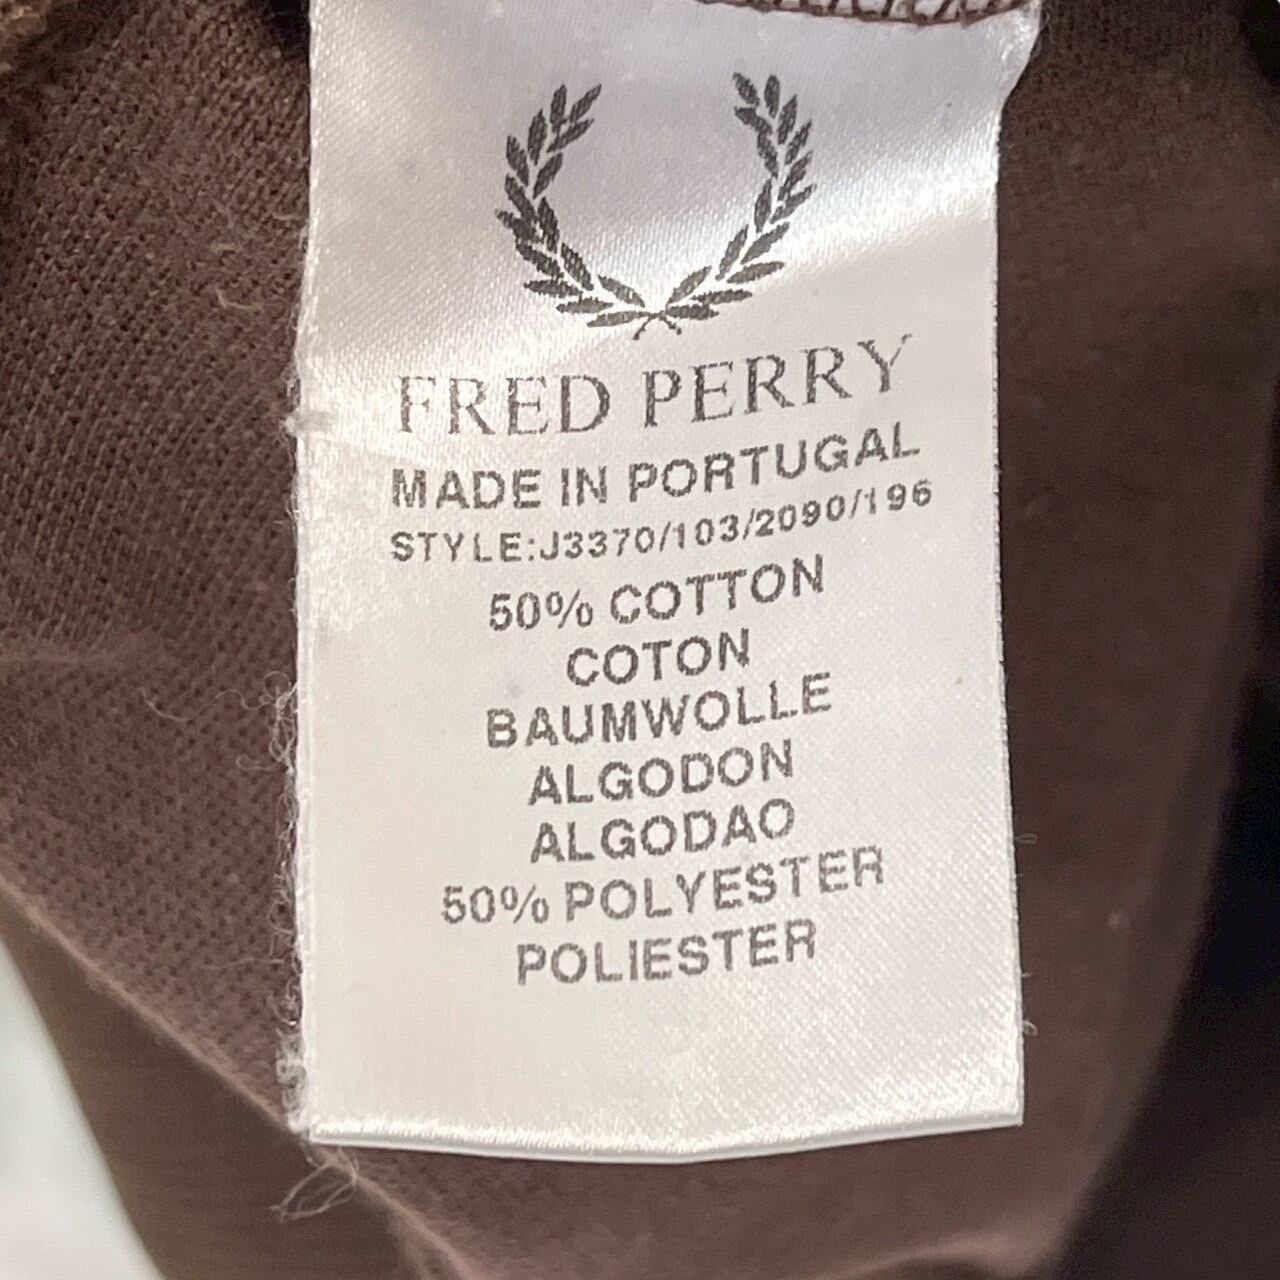 FRED PERRY
MADE IN PORTUGAL
STYLE:J3370/103/2090/196
50% COTTON
COTON
BAUMWOLLE
ALGODON
ALGODAO
50% POLYESTER
POLIESTER